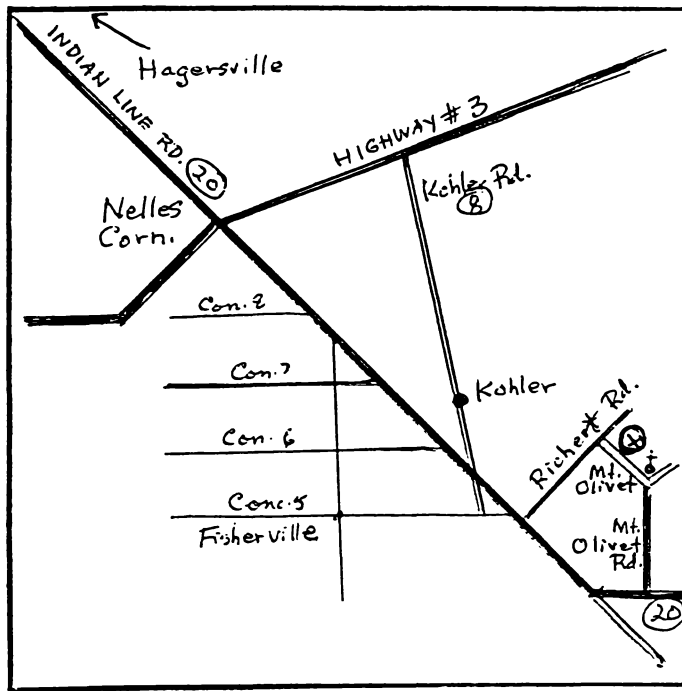 Hagersville
INDIAN LINE RD. 20
HIGHWAY # 3
Kohler Rd.
8
Nelles
Corn.
Con. 8
Con. 7
Kohler
Richert Rd.
Con. 6
Mt.
Olivet
Conc. 5
Fisherville
Mt.
Olivet
Rd.
20